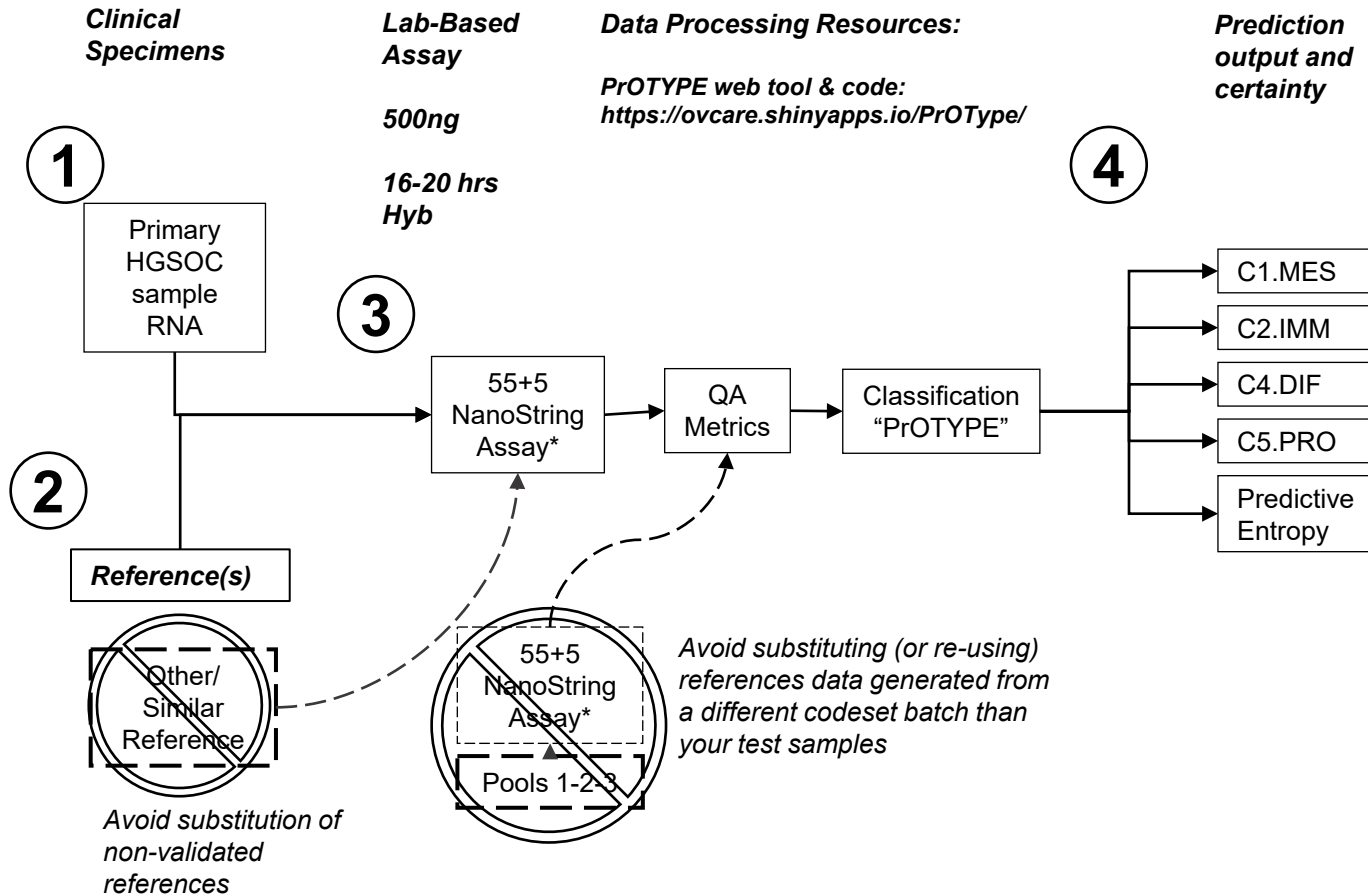 Clinical
Specimens
Lab-Based
Assay
500ng
16-20 hrs
Hyb
Data Processing Resources:
PrOTYPE web tool & code:
https://ovcare.shinyapps.io/PrOType/
Prediction
output and
certainty
1
Primary
HGSOC
sample
RNA
2
Reference(s)
Other/
Similar
Reference
Avoid substitution of
non-validated
references
3
55+5
NanoString
Assay*
QA
Metrics
Classification
“PrOTYPE”
55+5
NanoString
Assay*
Pools 1-2-3
Avoid substituting (or re-using)
references data generated from
a different codeset batch than
your test samples
4
C1.MES
C2.IMM
C4.DIF
C5.PRO
Predictive
Entropy